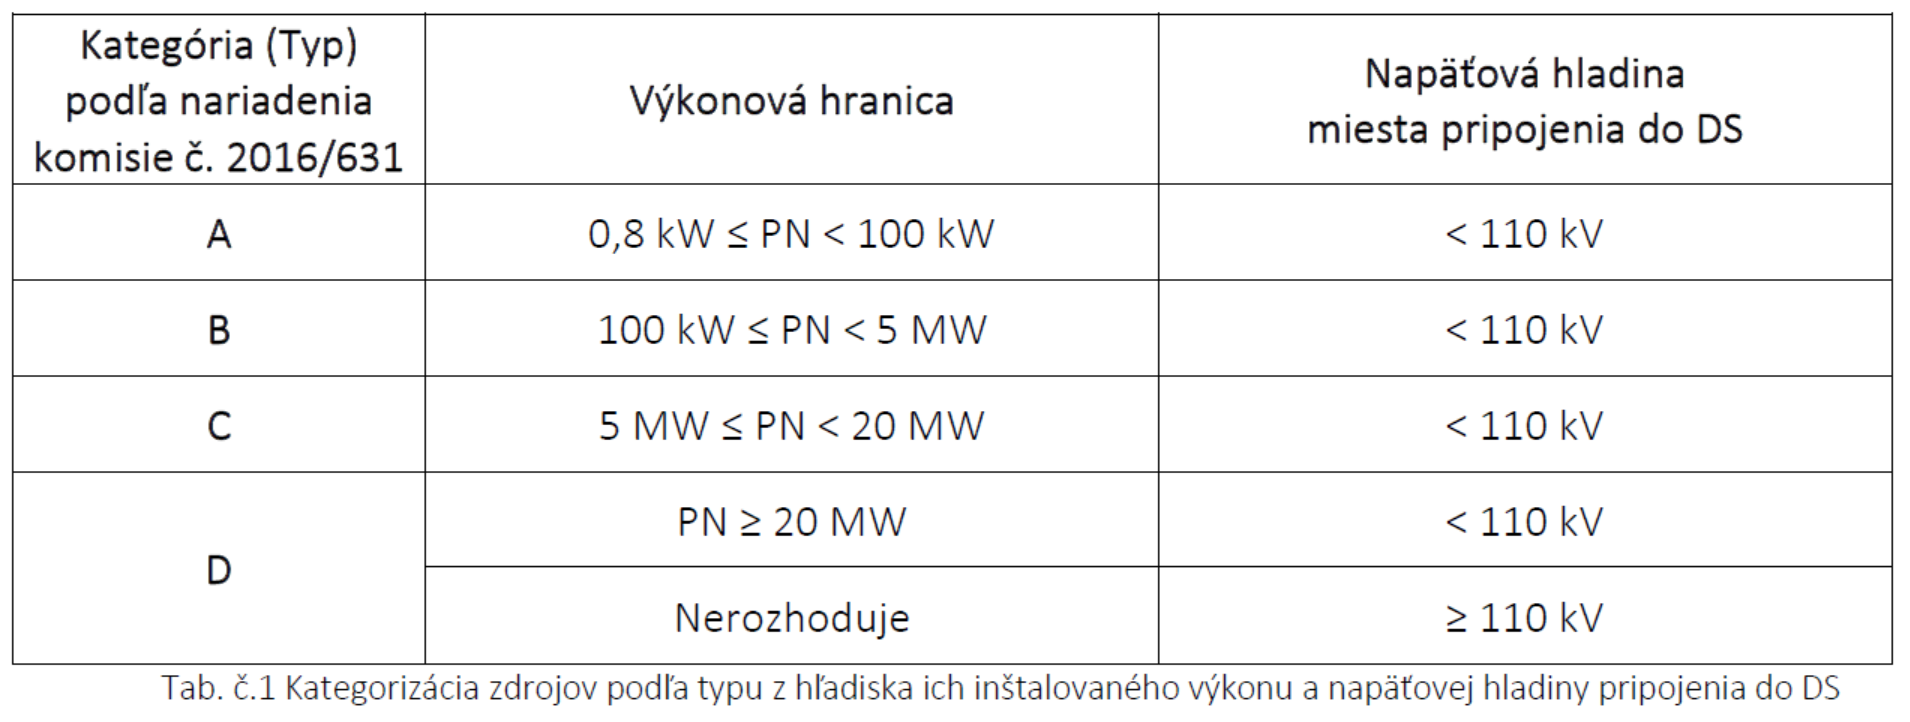 Kategória (Typ)
podľa nariadenia
komisie č. 2016/631
Výkonová hranica
Napäťová hladina
miesta pripojenia do DS
A
0,8 kW ≤ PN < 100 kW
< 110 kV
B
100 kW ≤ PN < 5 MW
< 110 kV
C
5 MW ≤ PN < 20 MW
< 110 kV
D
PN ≥ 20 MW
< 110 kV
Nerozhoduje
≥ 110 kV
Tab. č.1 Kategorizácia zdrojov podľa typu z hľadiska ich inštalovaného výkonu a napäťovej hladiny pripojenia do DS